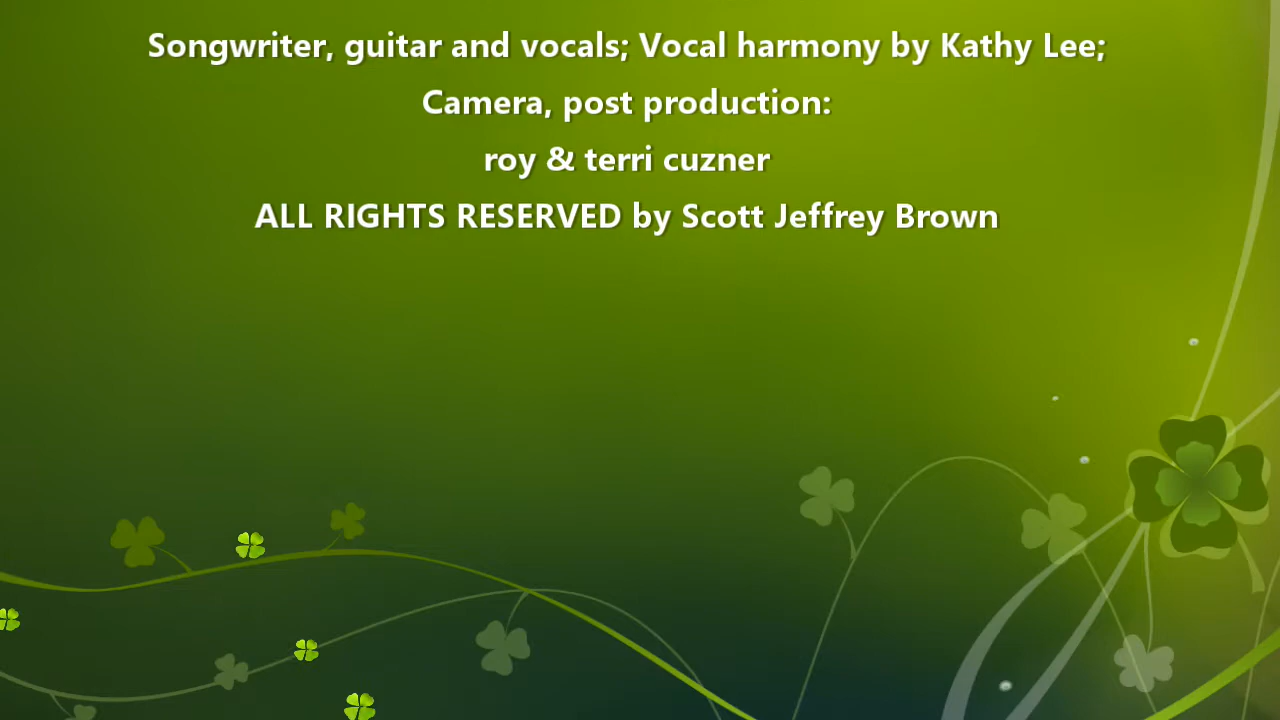 Songwriter, guitar and vocals; Vocal harmony by Kathy Lee;
Camera, post production:
roy & terri cuzner
ALL RIGHTS RESERVED by Scott Jeffrey Brown